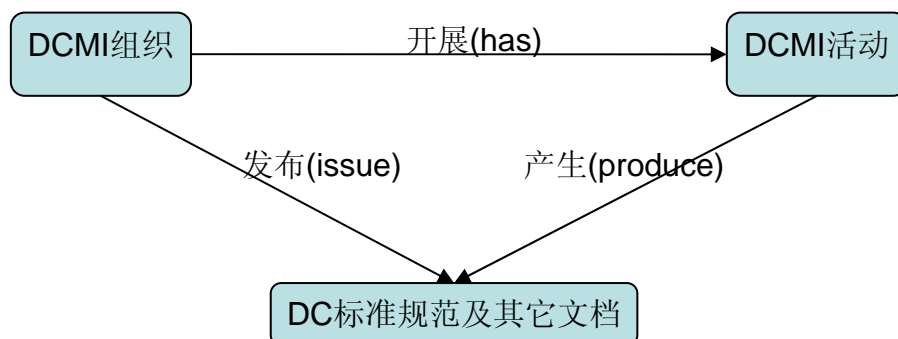 DCMI组织
开展(has)
DCMI活动
发布(issue)
产生(produce)
DC标准规范及其它文档